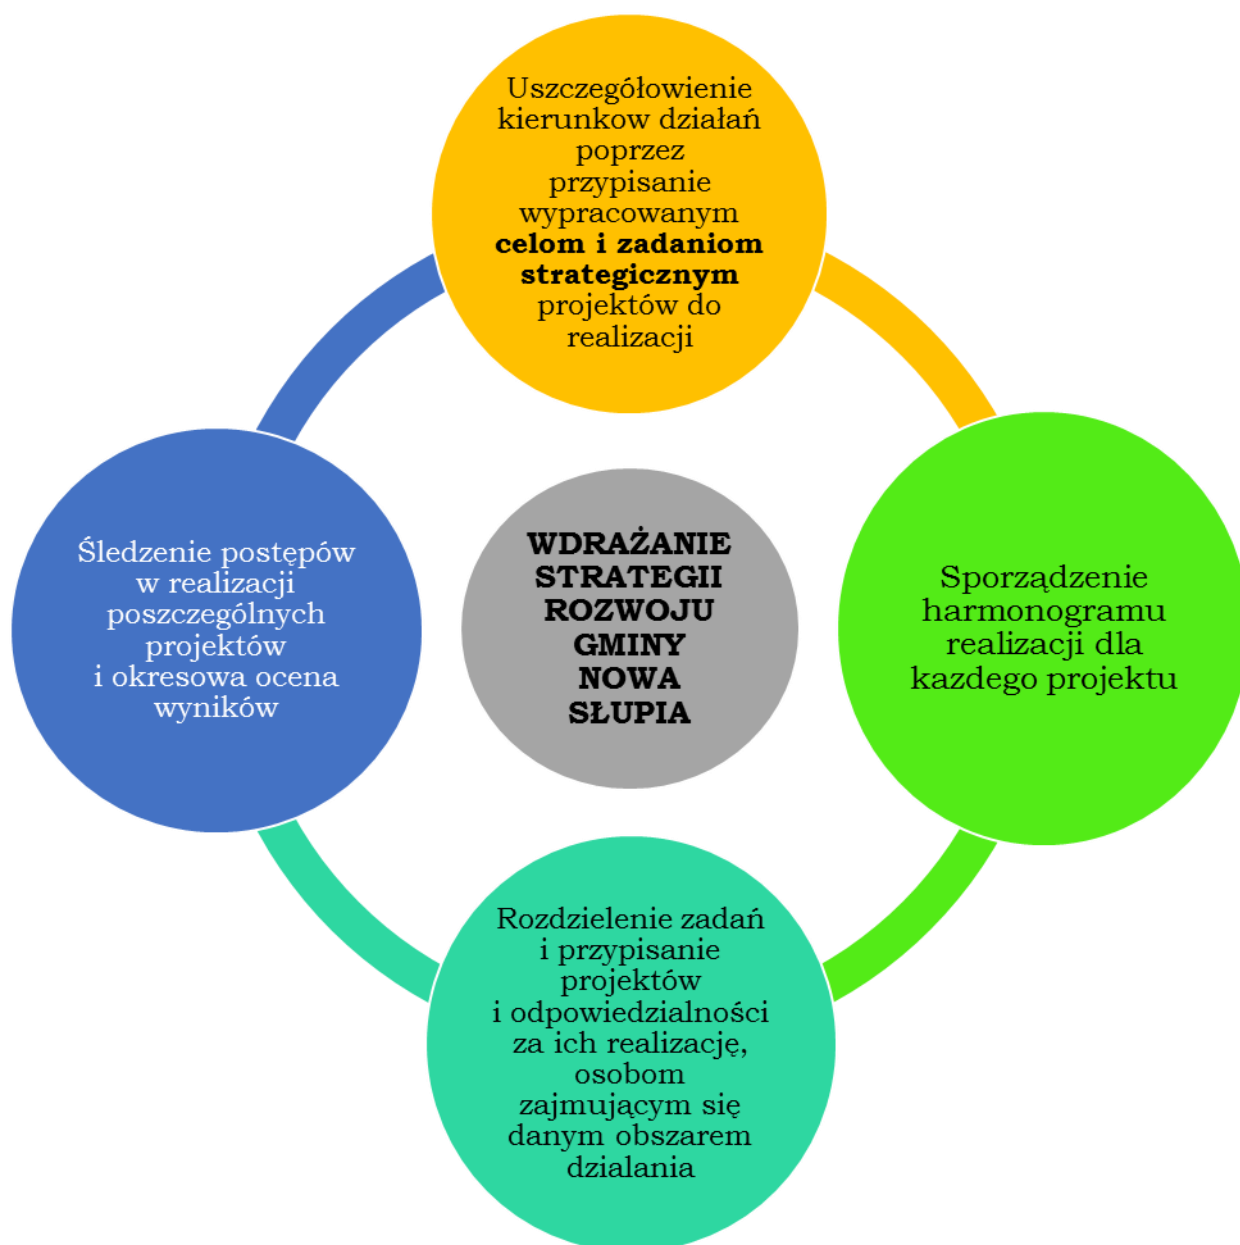 Uszczegółowienie
kierunkow działań
poprzez
przypisanie
wypracowanym
celom i zadaniom
strategicznym
projektów do
realizacji
Śledzenie postępów
w realizacji
poszczególnych
projektów
i okresowa ocena
wyników
WDRAŻANIE
STRATEGII
ROZWOJU
GMINY
NOWA
SŁUPIA
Sporządzenie
harmonogramu
realizacji dla
kazdego projektu
Rozdzielenie zadań
i przypisanie
projektów
i odpowiedzialności
za ich realizację,
osobom
zajmującym się
danym obszarem
dzialania